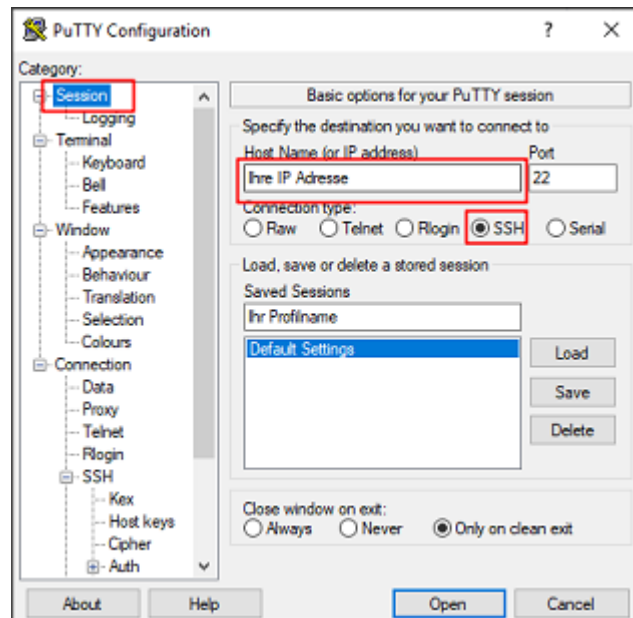 PuTTY Configuration ? ×
Category:
Session
Logging
Terminal
Keyboard
Bell
Features
Window
Appearance
Behaviour
Translation
Selection
Colours
Connection
Data
Proxy
Telnet
Rlogin
SSH
Kex
Host keys
Cipher
Auth
Basic options for your PuTTY session
Specify the destination you want to connect to
Host Name (or IP address) Port
Ihre IP Adresse 22
Connection type:
Raw Telnet Rlogin SSH Serial
Load, save or delete a stored session
Saved Sessions
Ihr Profilname
Default Settings
Load
Save
Delete
Close window on exit:
Always Never Only on clean exit
About Help Open Cancel